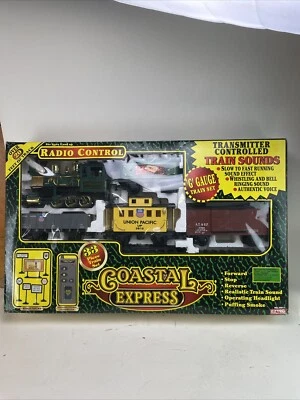 RADIO CONTROL
TRANSMITTER
CONTROLLED
TRAIN SOUNDS
• SLOW TO FAST RUNNING
SOUND EFFECT
• WHISTLING AND BELL
RINGING SOUND
• AUTHENTIC VOICE
'G' GAUGE
TRAIN SET
UNION PACIFIC
COASTAL
EXPRESS
Forward
Stop
Reverse
• Realistic Train Sound
Operating Headlight
• Puffing Smoke